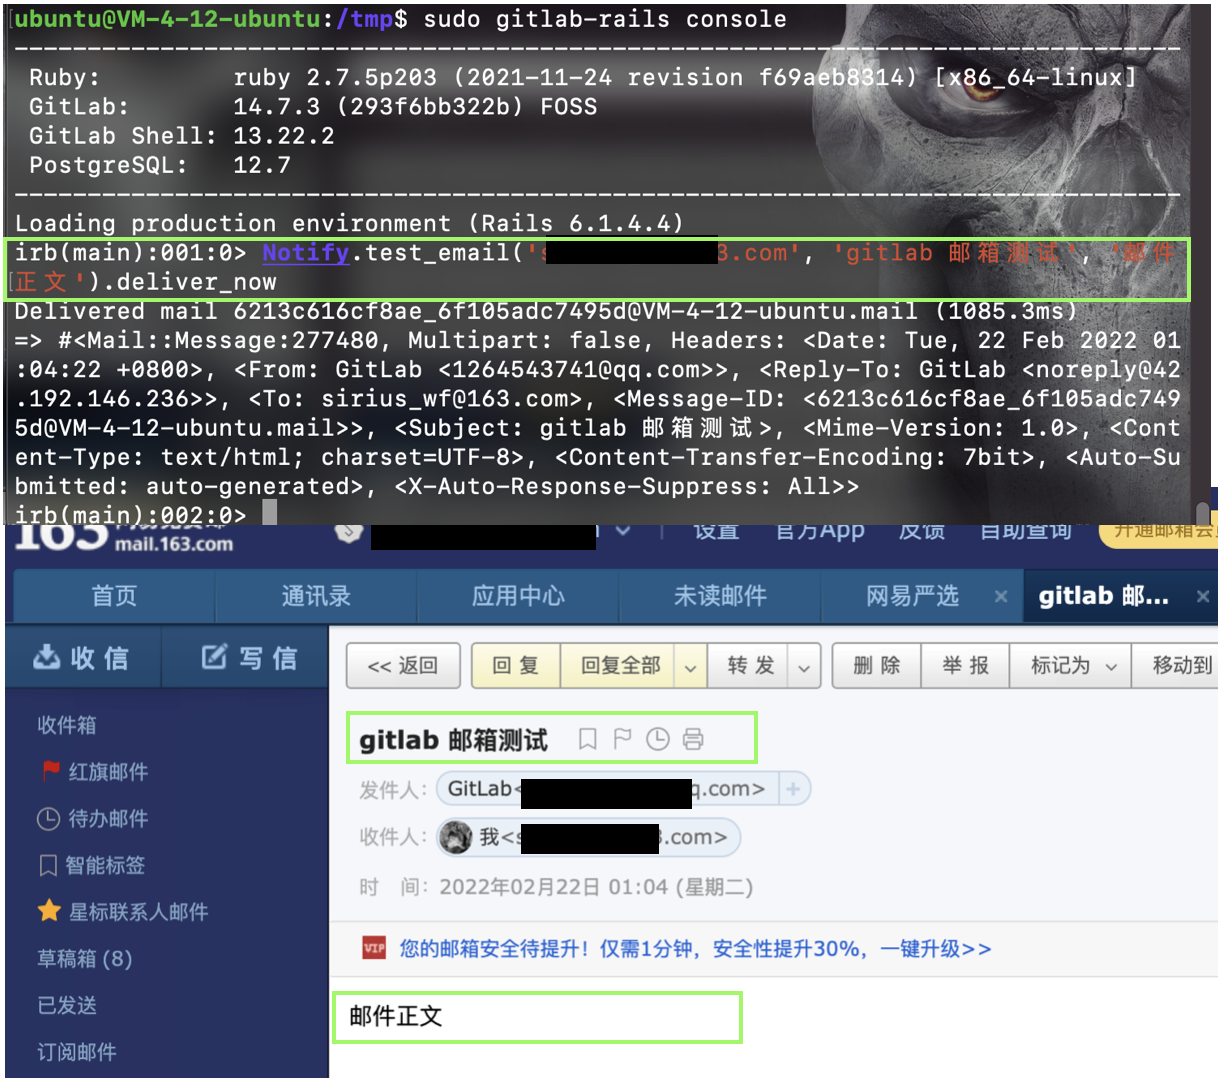 ubuntu@VM-4-12-ubuntu:/tmp$ sudo gitlab-rails console
--------------------------------------------------------------------------------
Ruby: ruby 2.7.5p203 (2021-11-24 revision f69aeb8314) [x86_64-linux]
GitLab: 14.7.3 (293f6bb322b) FOSS
GitLab Shell: 13.22.2
PostgreSQL: 12.7
--------------------------------------------------------------------------------
Loading production environment (Rails 6.1.4.4)
irb(main):001:0> Notify.test_email('s 3.com', 'gitlab 邮箱测试', '邮件
正文').deliver_now
Delivered mail 6213c616cf8ae_6f105adc7495d@VM-4-12-ubuntu.mail (1085.3ms)
=> #<Mail::Message:277480, Multipart: false, Headers: <Date: Tue, 22 Feb 2022 01
:04:22 +0800>, <From: GitLab <1264543741@qq.com>>, <Reply-To: GitLab <noreply@42
.192.146.236>>, <To: sirius_wf@163.com>, <Message-ID: <6213c616cf8ae_6f105adc749
5d@VM-4-12-ubuntu.mail>>, <Subject: gitlab 邮箱测试>, <Mime-Version: 1.0>, <Cont
ent-Type: text/html; charset=UTF-8>, <Content-Transfer-Encoding: 7bit>, <Auto-Su
bmitted: auto-generated>, <X-Auto-Response-Suppress: All>>
irb(main):002:0>
163 mail.163.com 设置 官方App 反馈 自助查询 开通邮箱会
首页 通讯录 应用中心 未读邮件 网易严选 × gitlab 邮... ×
收信 写信 << 返回 回复 回复全部 转发 删除 举报 标记为 移动到
收件箱
红旗邮件
待办邮件
智能标签
星标联系人邮件
草稿箱 (8)
已发送
订阅邮件
gitlab 邮箱测试
发件人: GitLab< q.com> +
收件人: 我<s 3.com>
时 间: 2022年02月22日 01:04 (星期二)
VIP 您的邮箱安全待提升！仅需1分钟，安全性提升30%，一键升级>>
邮件正文